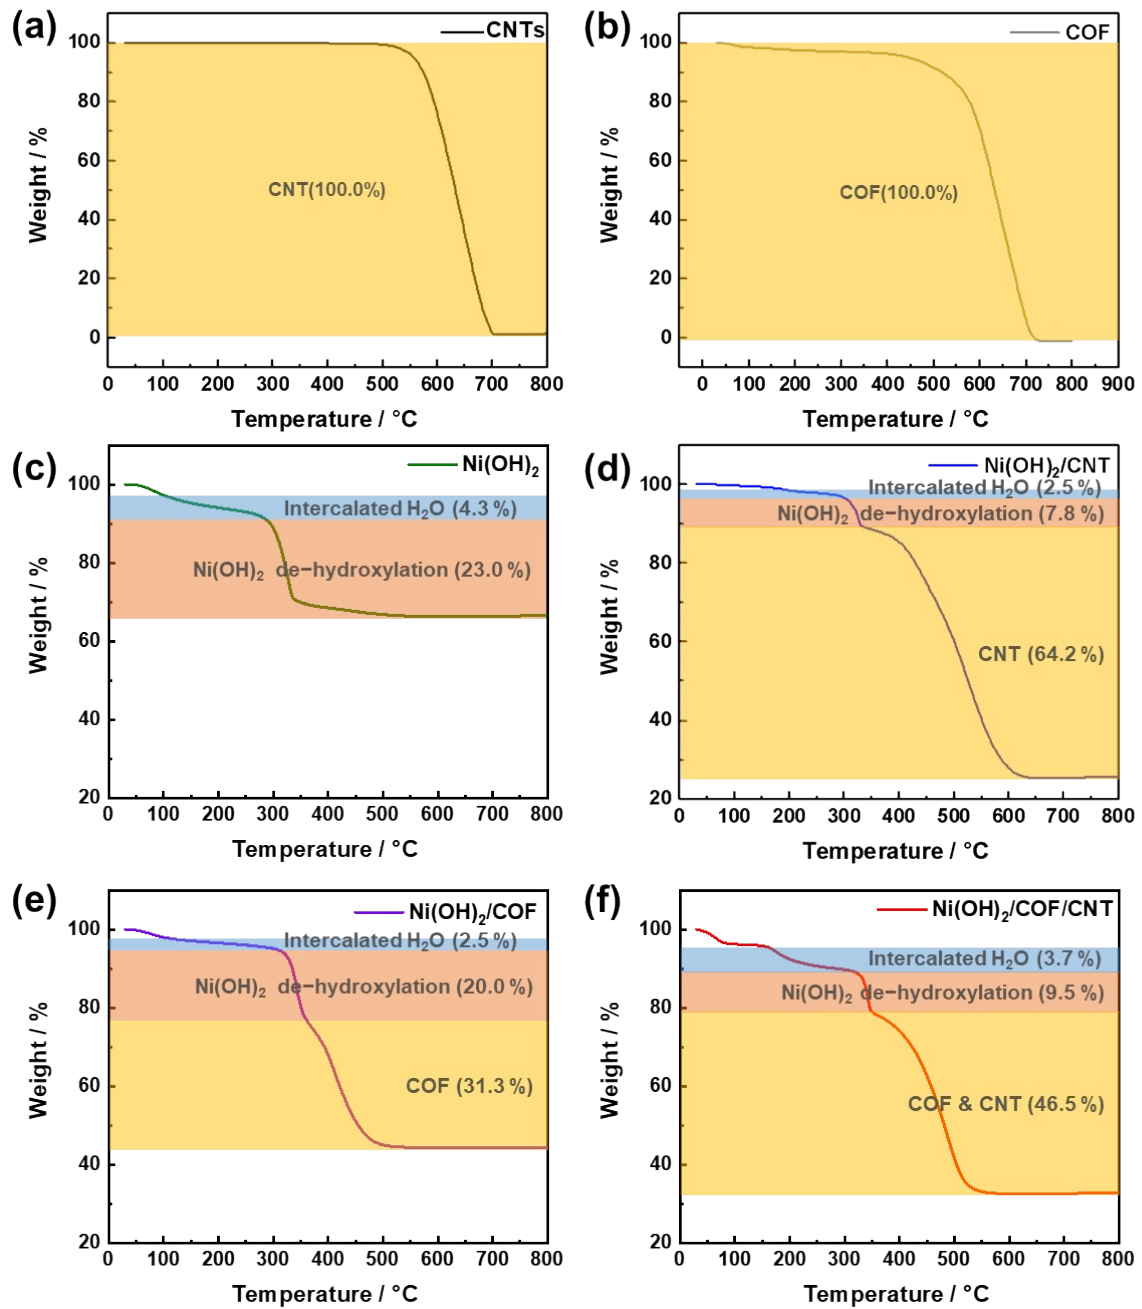 (a)
CNTs
100
80
60
40
20
0
CNT(100.0%)
Weight / %
0 100 200 300 400 500 600 700 800
Temperature / °C
(b)
COF
100
80
60
40
20
0
COF(100.0%)
Weight / %
0 100 200 300 400 500 600 700 800 900
Temperature / °C
(c)
Ni(OH)₂
100
80
60
40
20
Intercalated H₂O (4.3 %)
Ni(OH)₂ de−hydroxylation (23.0 %)
Weight / %
0 100 200 300 400 500 600 700 800
Temperature / °C
(d)
Ni(OH)₂/CNT
100
80
60
40
20
Intercalated H₂O (2.5 %)
Ni(OH)₂ de−hydroxylation (7.8 %)
CNT (64.2 %)
Weight / %
0 100 200 300 400 500 600 700 800
Temperature / °C
(e)
Ni(OH)₂/COF
100
80
60
40
20
Intercalated H₂O (2.5 %)
Ni(OH)₂ de−hydroxylation (20.0 %)
COF (31.3 %)
Weight / %
0 100 200 300 400 500 600 700 800
Temperature / °C
(f)
Ni(OH)₂/COF/CNT
100
80
60
40
20
Intercalated H₂O (3.7 %)
Ni(OH)₂ de−hydroxylation (9.5 %)
COF & CNT (46.5 %)
Weight / %
0 100 200 300 400 500 600 700 800
Temperature / °C